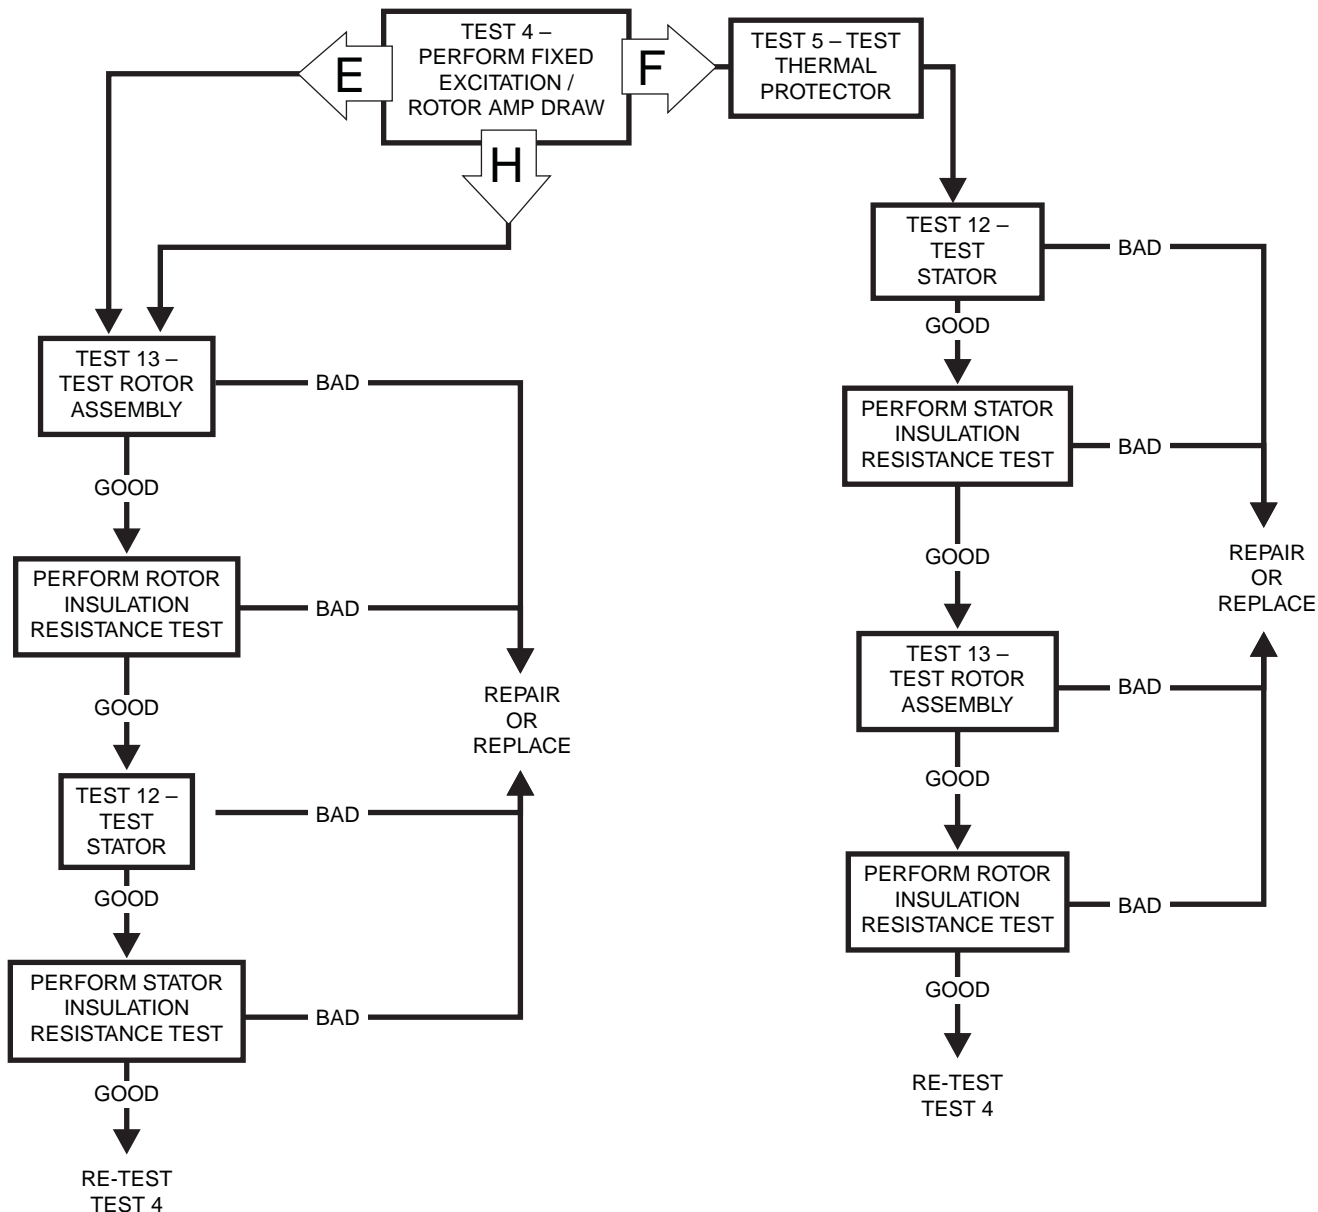 TEST 4 –
PERFORM FIXED
EXCITATION /
ROTOR AMP DRAW
E
F
H
TEST 5 – TEST
THERMAL
PROTECTOR
TEST 12 –
TEST
STATOR
BAD
GOOD
PERFORM STATOR
INSULATION
RESISTANCE TEST
BAD
GOOD
REPAIR
OR
REPLACE
TEST 13 –
TEST ROTOR
ASSEMBLY
BAD
GOOD
PERFORM ROTOR
INSULATION
RESISTANCE TEST
BAD
GOOD
RE-TEST
TEST 4
TEST 13 –
TEST ROTOR
ASSEMBLY
BAD
GOOD
PERFORM ROTOR
INSULATION
RESISTANCE TEST
BAD
GOOD
REPAIR
OR
REPLACE
TEST 12 –
TEST
STATOR
BAD
GOOD
PERFORM STATOR
INSULATION
RESISTANCE TEST
BAD
GOOD
RE-TEST
TEST 4